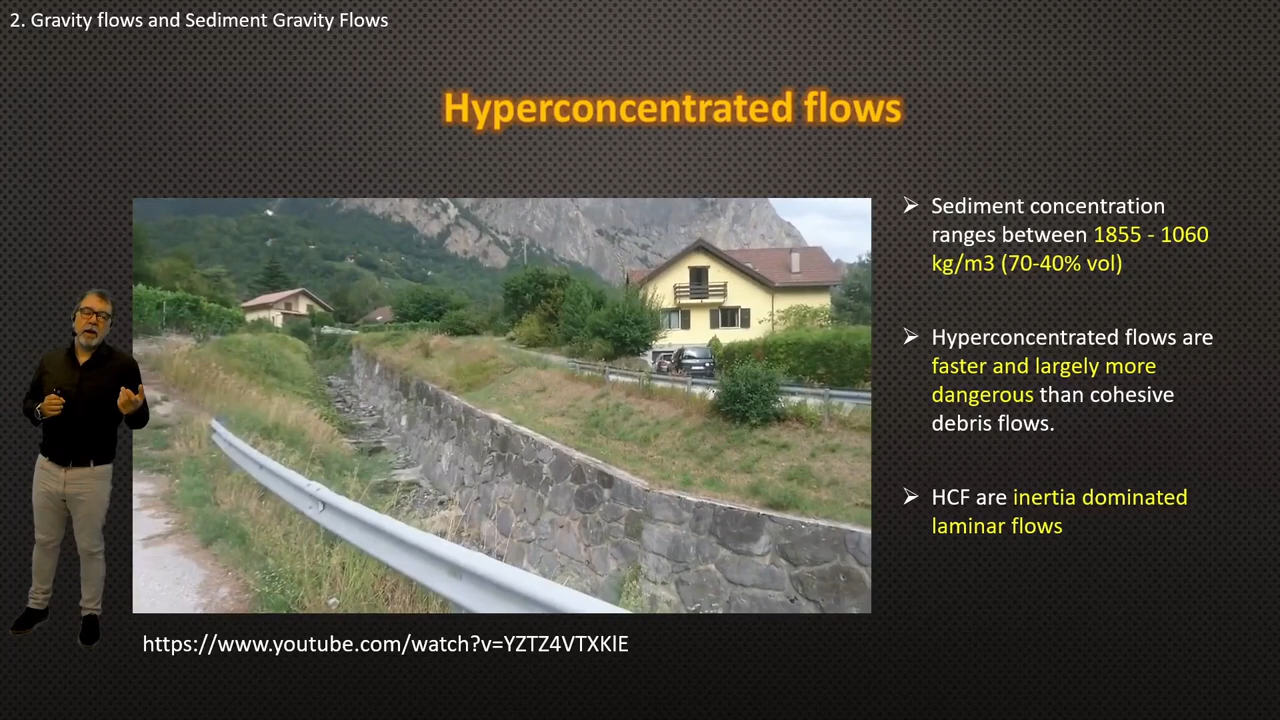 2. Gravity flows and Sediment Gravity Flows
Hyperconcentrated flows
Sediment concentration
ranges between 1855 - 1060
kg/m3 (70-40% vol)
Hyperconcentrated flows are
faster and largely more
dangerous than cohesive
debris flows.
HCF are inertia dominated
laminar flows
https://www.youtube.com/watch?v=YZTZ4VTXKlE